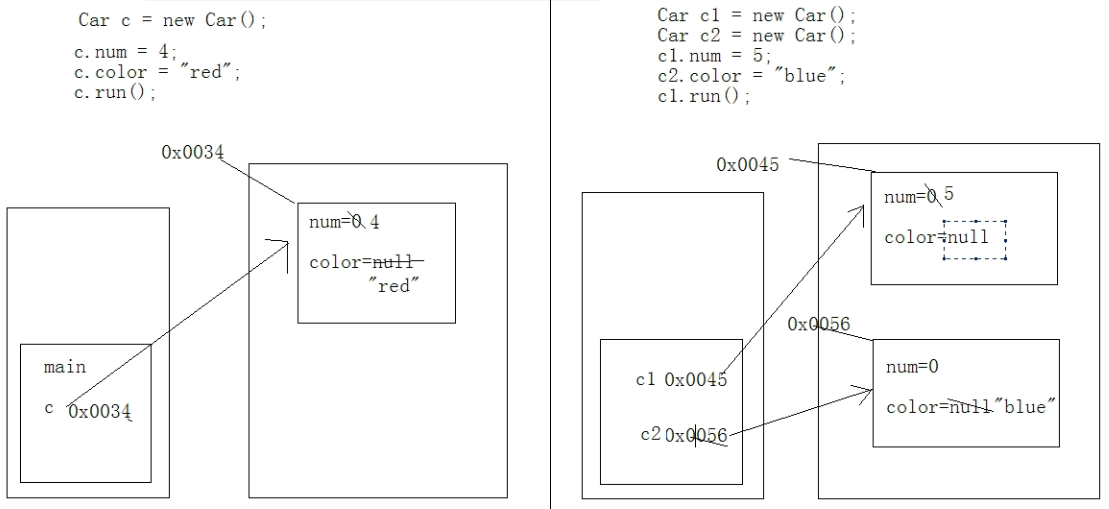 Car c = new Car();
c.num = 4;
c.color = "red";
c.run();
0x0034
num=0 4
color=null
"red"
main
c 0x0034
Car c1 = new Car();
Car c2 = new Car();
c1.num = 5;
c2.color = "blue";
c1.run();
0x0045
num=0 5
color=null
0x0056
c1 0x0045
c2 0x0056
num=0
color=null "blue"